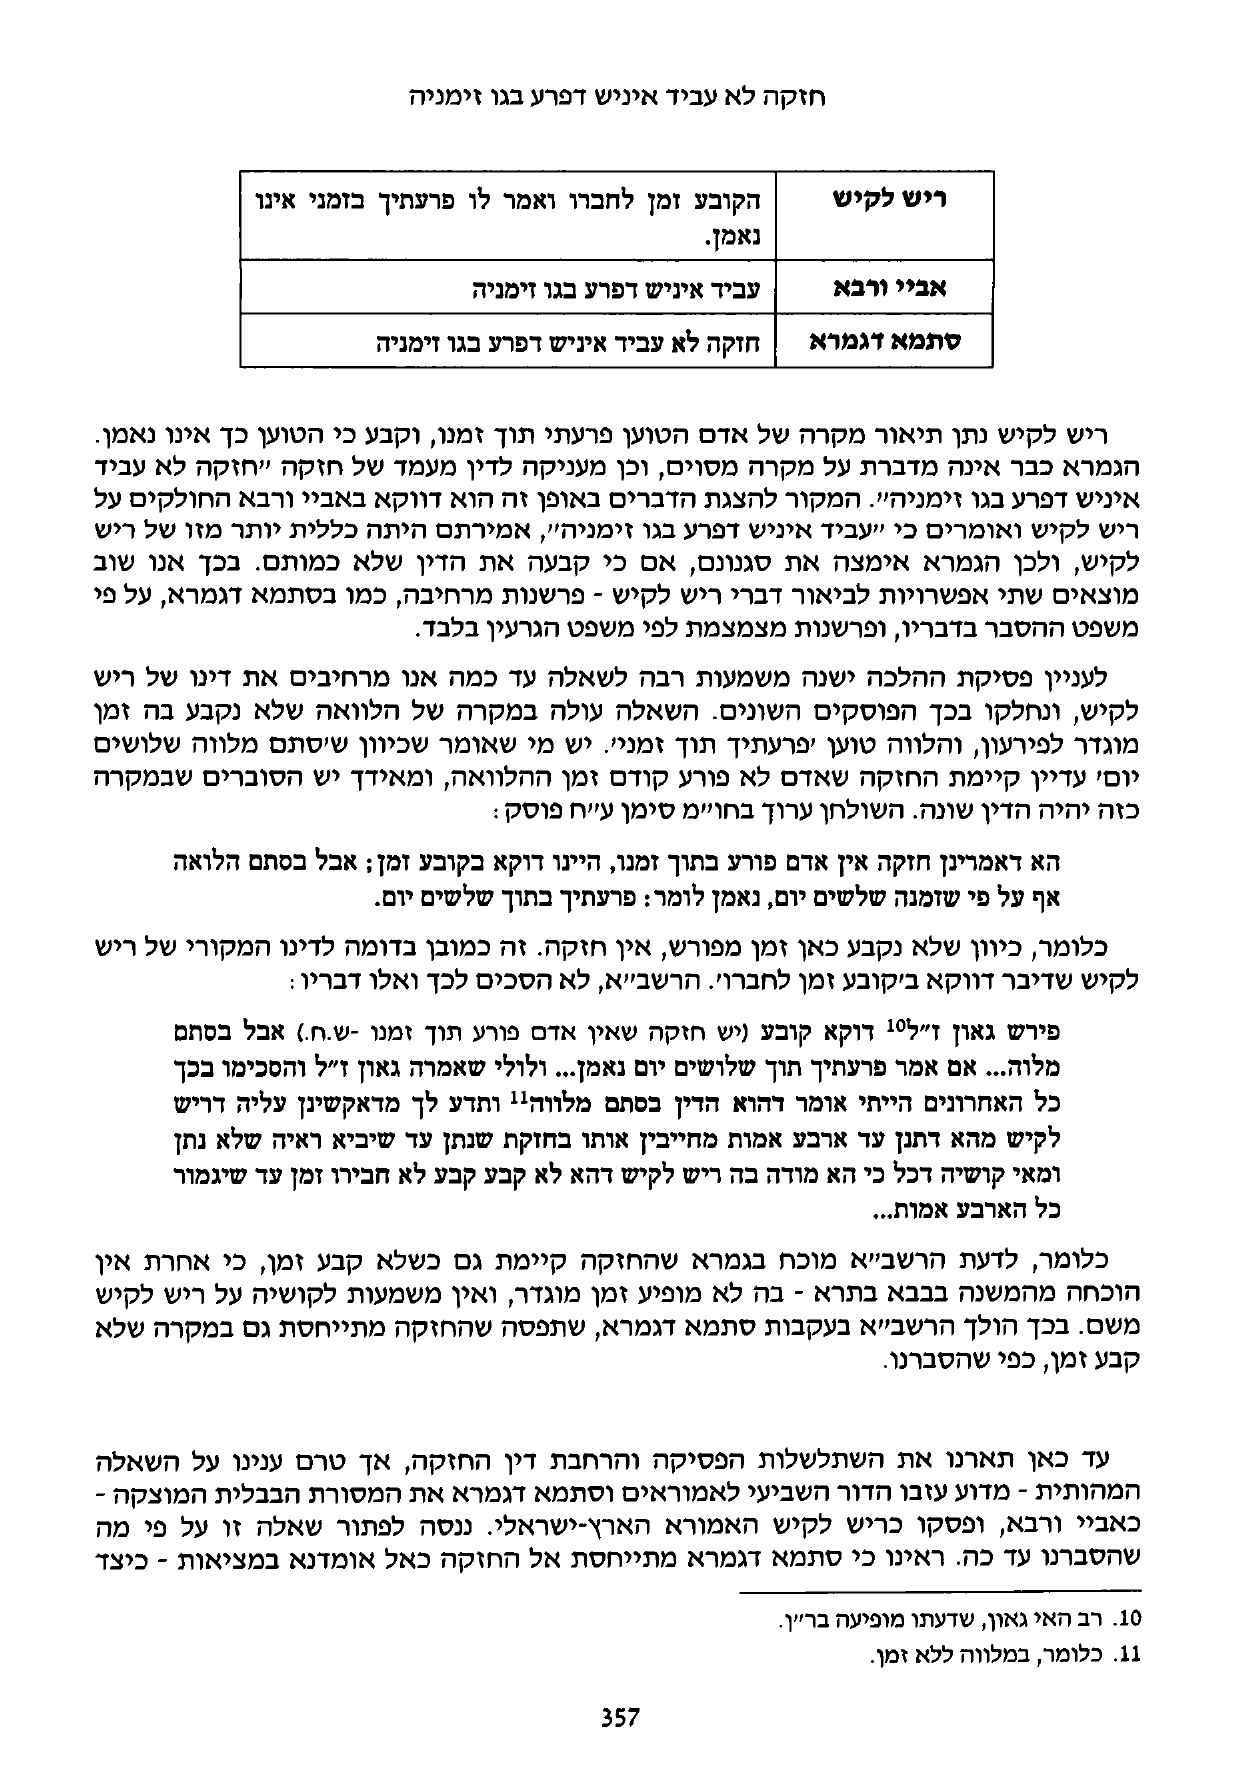 חזקה לא עביד איניש דפרע בגו זימניה
ריש לקיש
הקובע זמן לחברו ואמר לו פרעתיך בזמני אינו
נאמן.
אביי ורבא
עביד איניש דפרע בגו זימניה
סתמא דגמרא
חזקה לא עביד איניש דפרע בגו זימניה
ריש לקיש נתן תיאור מקרה של אדם הטוען פרעתי תוך זמנו, וקבע כי הטוען כך אינו נאמן.
הגמרא כבר אינה מדברת על מקרה מסוים, וכן מעניקה לדין מעמד של חזקה "חזקה לא עביד
איניש דפרע בגו זימניה". המקור להצגת הדברים באופן זה הוא דווקא באביי ורבא החולקים על
ריש לקיש ואומרים כי "עביד איניש דפרע בגו זימניה", אמירתם היתה כללית יותר מזו של ריש
לקיש, ולכן הגמרא אימצה את סגנונם, אם כי קבעה את הדין שלא כמותם. בכך אנו שוב
מוצאים שתי אפשרויות לביאור דברי ריש לקיש - פרשנות מרחיבה, כמו בסתמא דגמרא, על פי
משפט ההסבר בדבריו, ופרשנות מצמצמת לפי משפט הגרעין בלבד.
לעניין פסיקת ההלכה ישנה משמעות רבה לשאלה עד כמה אנו מרחיבים את דינו של ריש
לקיש, ונחלקו בכך הפוסקים השונים. השאלה עולה במקרה של הלוואה שלא נקבע בה זמן
מוגדר לפירעון, והלווה טוען 'פרעתיך תוך זמני'. יש מי שאומר שכיוון ש'סתם מלווה שלושים
יום' עדיין קיימת החזקה שאדם לא פורע קודם זמן ההלוואה, ומאידך יש הסוברים שבמקרה
כזה יהיה הדין שונה. השולחן ערוך בחו"מ סימן ע"ח פוסק:
הא דאמרינן חזקה אין אדם פורע בתוך זמנו, היינו דוקא בקובע זמן; אבל בסתם הלואה
אף על פי שזמנה שלשים יום, נאמן לומר: פרעתיך בתוך שלשים יום.
כלומר, כיוון שלא נקבע כאן זמן מפורש, אין חזקה. זה כמובן בדומה לדינו המקורי של ריש
לקיש שדיבר דווקא ב'קובע זמן לחברו'. הרשב"א, לא הסכים לכך ואלו דבריו:
פירש גאון ז"ל10 דוקא קובע (יש חזקה שאין אדם פורע תוך זמנו -ש.ח.) אבל בסתם
מלוה... אם אמר פרעתיך תוך שלושים יום נאמן... ולולי שאמרה גאון ז"ל והסכימו בכך
כל האחרונים הייתי אומר דהוא הדין בסתם מלווה11 ותדע לך מדאקשינן עליה דריש
לקיש מהא דתנן עד ארבע אמות מחייבין אותו בחזקת שנתן עד שיביא ראיה שלא נתן
ומאי קושיה דכל כי הא מודה בה ריש לקיש דהא לא קבע קבע לא חבירו זמן עד שיגמור
כל הארבע אמות...
כלומר, לדעת הרשב"א מוכח בגמרא שהחזקה קיימת גם כשלא קבע זמן, כי אחרת אין
הוכחה מהמשנה בבבא בתרא - בה לא מופיע זמן מוגדר, ואין משמעות לקושיה על ריש לקיש
משם. בכך הולך הרשב"א בעקבות סתמא דגמרא, שתפסה שהחזקה מתייחסת גם במקרה שלא
קבע זמן, כפי שהסברנו.
עד כאן תארנו את השתלשלות הפסיקה והרחבת דין החזקה, אך טרם ענינו על השאלה
המהותית - מדוע עזבו הדור השביעי לאמוראים וסתמא דגמרא את המסורת הבבלית המוצקה -
כאביי ורבא, ופסקו כריש לקיש האמורא הארץ-ישראלי. ננסה לפתור שאלה זו על פי מה
שהסברנו עד כה. ראינו כי סתמא דגמרא מתייחסת אל החזקה כאל אומדנא במציאות - כיצד
10. רב האי גאון, שדעתו מופיעה בר"ן.
11. כלומר, במלווה ללא זמן.
357